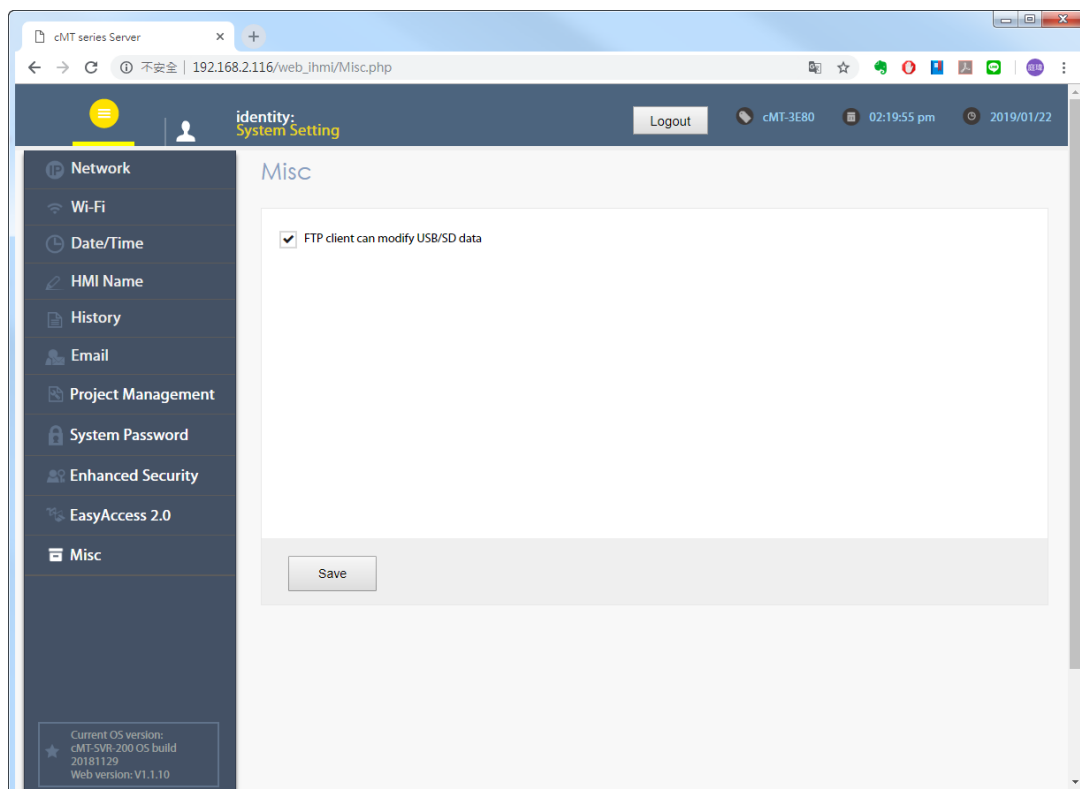 cMT series Server
不安全 | 192.168.2.116/web_ihmi/Misc.php
identity:
System Setting
Logout
cMT-3E80
02:19:55 pm
2019/01/22
Network
Wi-Fi
Date/Time
HMI Name
History
Email
Project Management
System Password
Enhanced Security
EasyAccess 2.0
Misc
Misc
FTP client can modify USB/SD data
Save
Current OS version:
cMT-SVR-200 OS build
20181129
Web version: V1.1.10